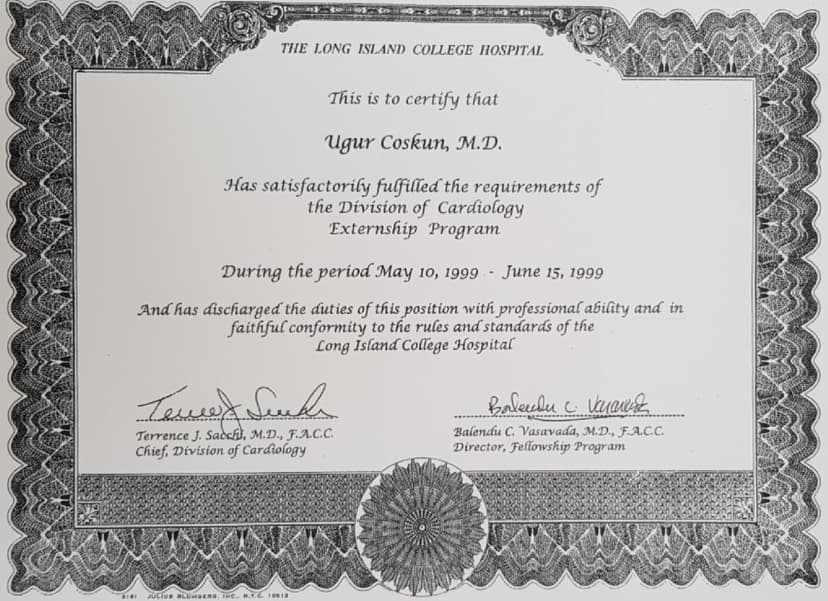 THE LONG ISLAND COLLEGE HOSPITAL
This is to certify that
Ugur Coskun, M.D.
Has satisfactorily fulfilled the requirements of
the Division of Cardiology
Externship Program
During the period May 10, 1999 - June 15, 1999
And has discharged the duties of this position with professional ability and in
faithful conformity to the rules and standards of the
Long Island College Hospital
Terrence J. Sacchi, M.D., F.A.C.C.
Chief, Division of Cardiology
Balendu C. Vasavada
Balendu C. Vasavada, M.D., F.A.C.C.
Director, Fellowship Program
JULIUS BLUMBERG, INC., N.Y.C. 10013